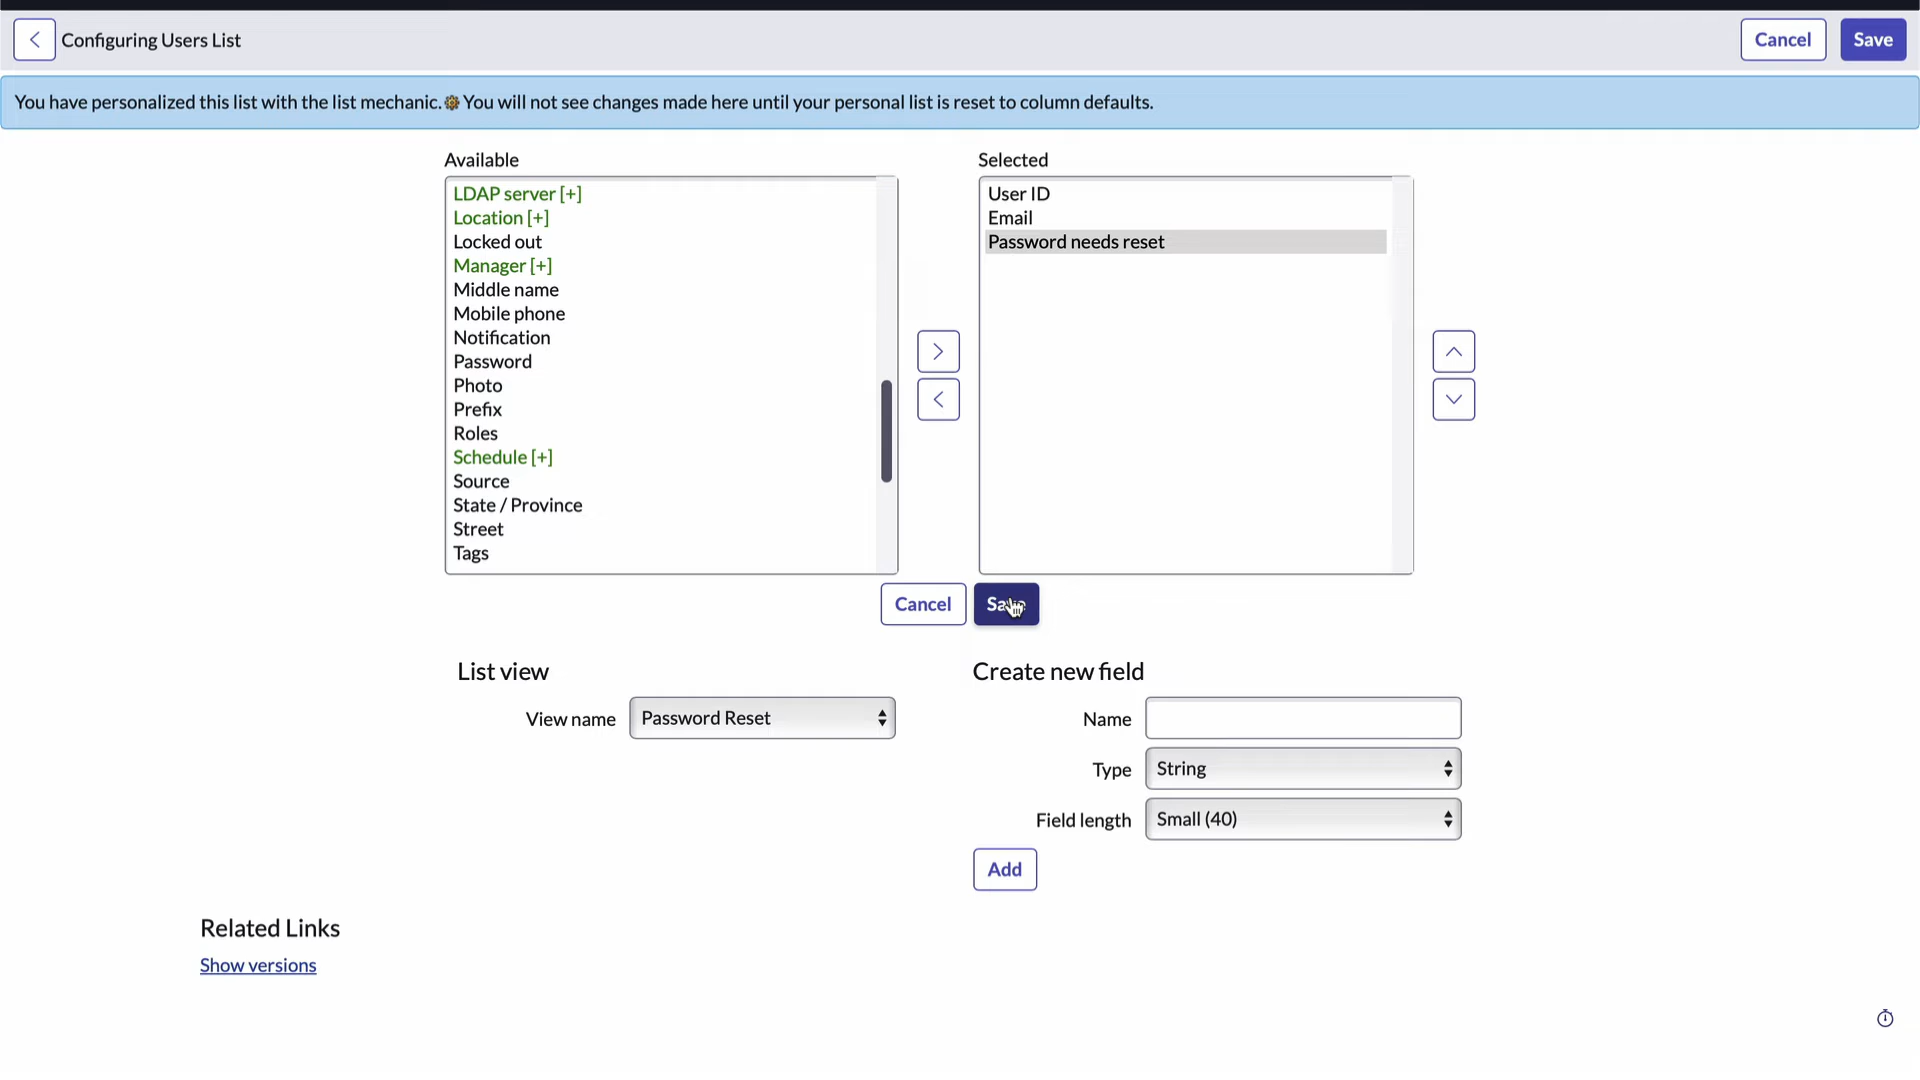 Configuring Users List
Cancel
Save
You have personalized this list with the list mechanic. You will not see changes made here until your personal list is reset to column defaults.
Available
LDAP server [+]
Location [+]
Locked out
Manager [+]
Middle name
Mobile phone
Notification
Password
Photo
Prefix
Roles
Schedule [+]
Source
State / Province
Street
Tags
Selected
User ID
Email
Password needs reset
Cancel
Save
List view
View name
Password Reset
Create new field
Name
Type
String
Field length
Small (40)
Add
Related Links
Show versions